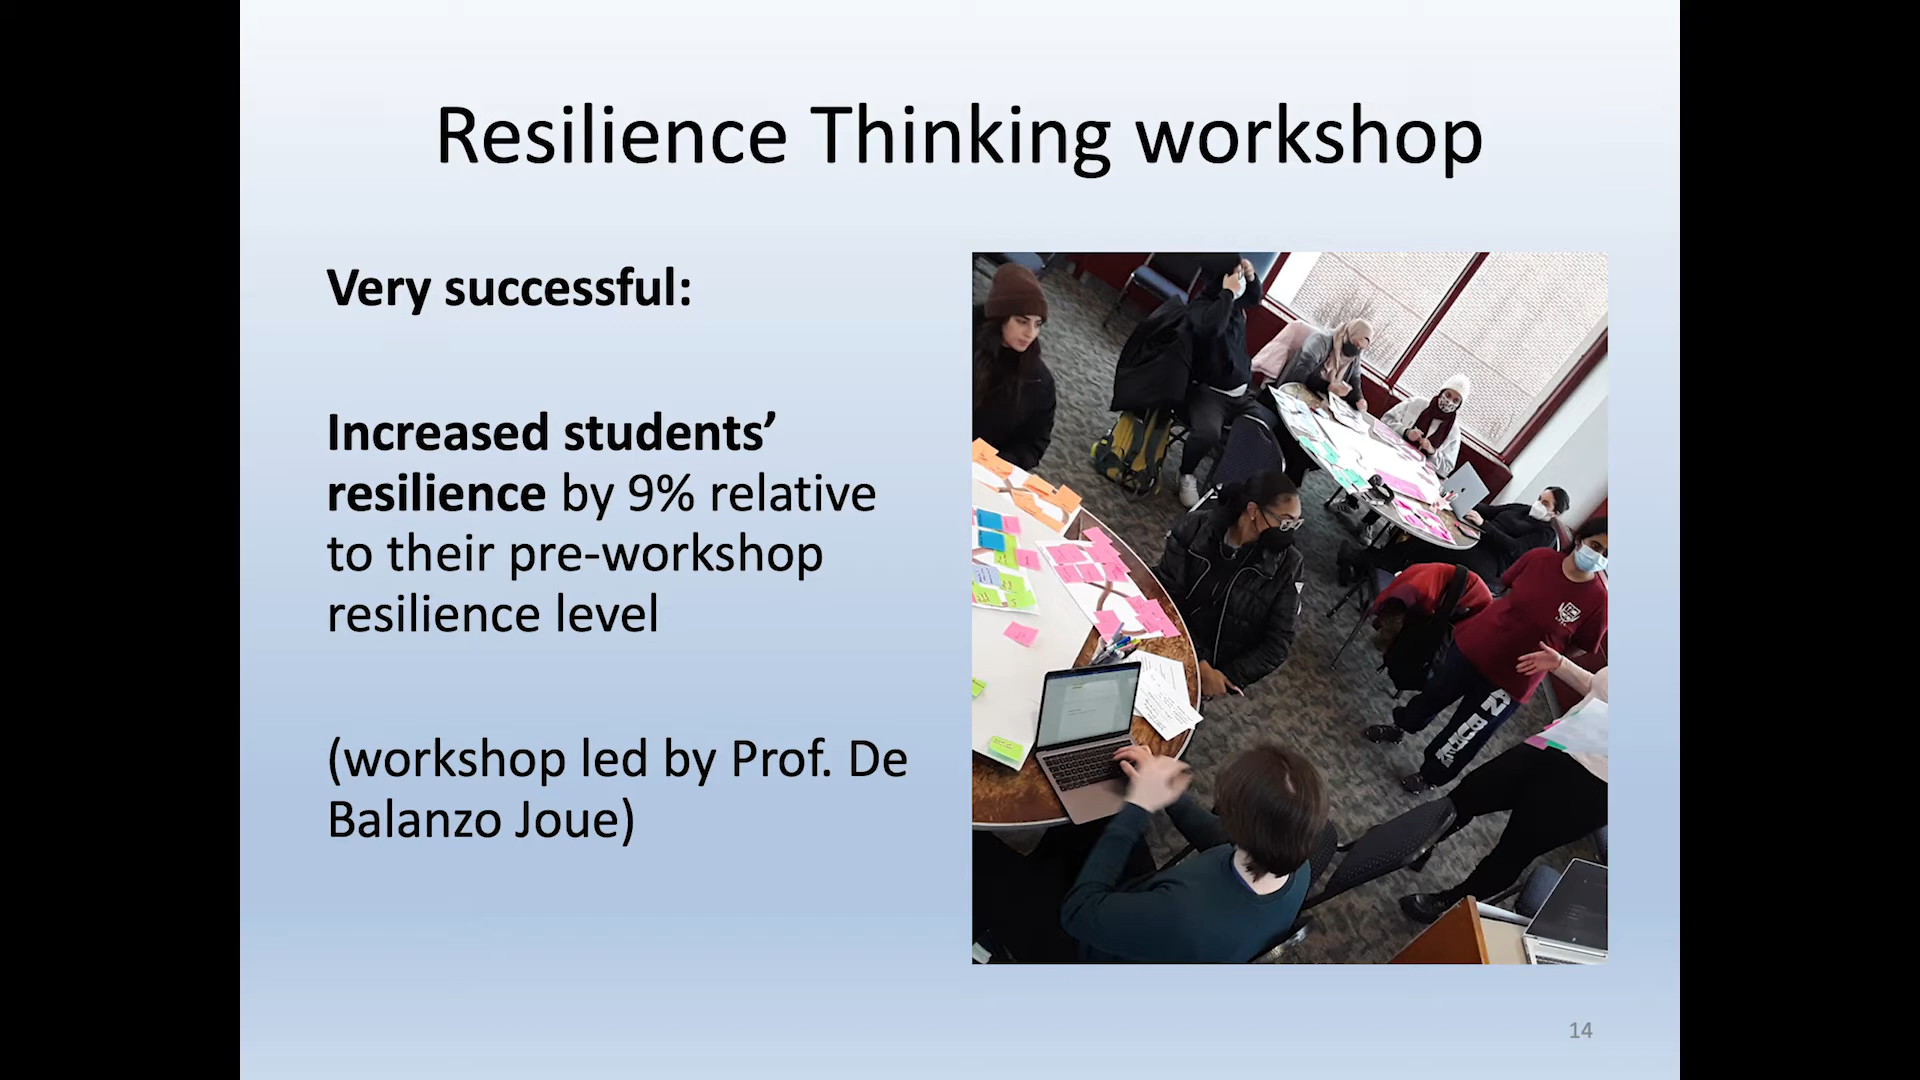 Resilience Thinking workshop
Very successful:
Increased students’
resilience by 9% relative
to their pre-workshop
resilience level
(workshop led by Prof. De
Balanzo Joue)
14